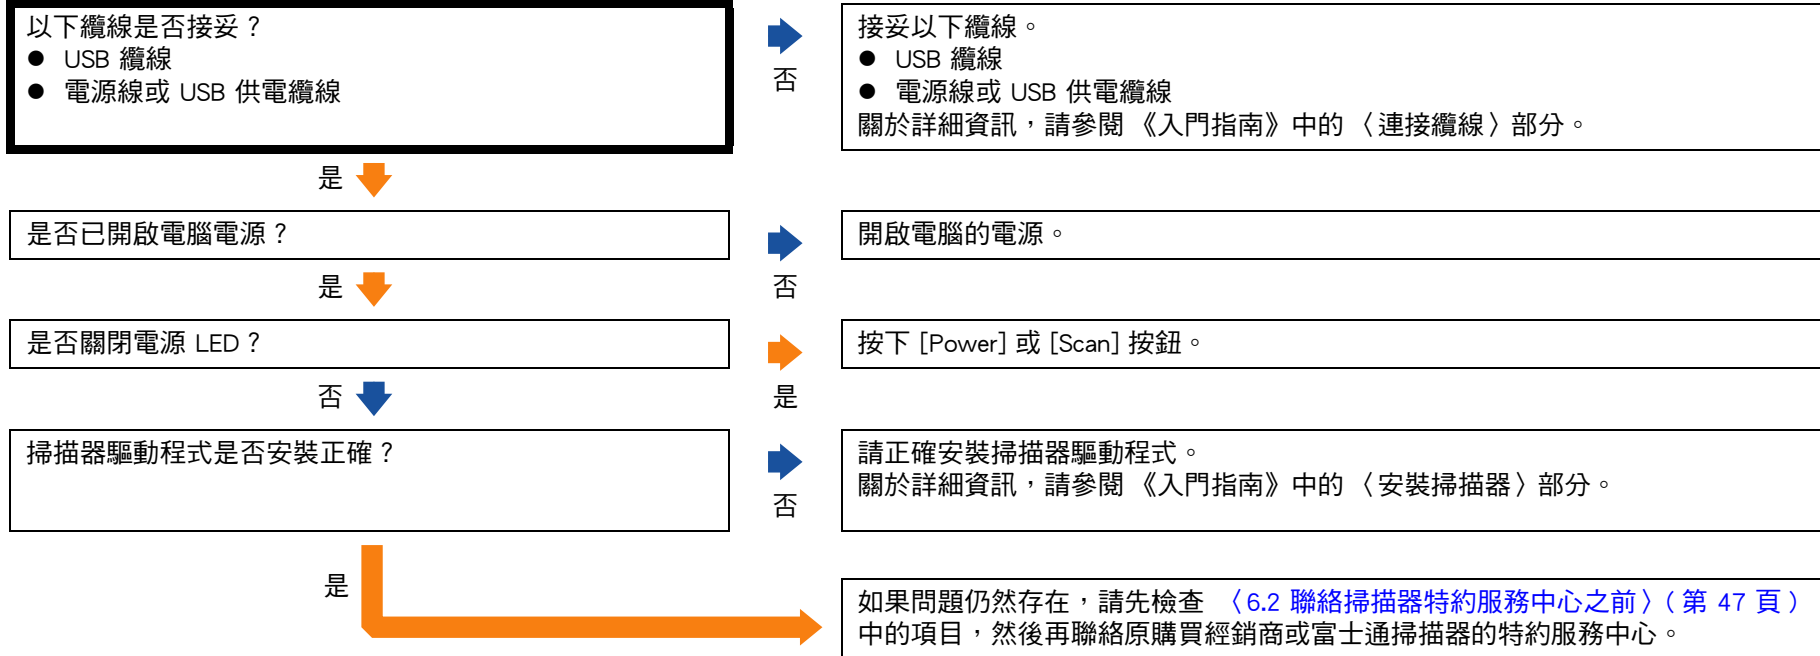 以下纜線是否接妥？
● USB 纜線
● 電源線或 USB 供電纜線
否
接妥以下纜線。
● USB 纜線
● 電源線或 USB 供電纜線
關於詳細資訊，請參閱 《入門指南》中的 〈連接纜線〉部分。
是
是否已開啟電腦電源？
否
開啟電腦的電源。
是
是否關閉電源 LED？
是
按下 [Power] 或 [Scan] 按鈕。
否
掃描器驅動程式是否安裝正確？
否
請正確安裝掃描器驅動程式。
關於詳細資訊，請參閱 《入門指南》中的 〈安裝掃描器〉部分。
是
如果問題仍然存在，請先檢查 〈6.2 聯絡掃描器特約服務中心之前〉( 第 47 頁 )
中的項目，然後再聯絡原購買經銷商或富士通掃描器的特約服務中心。